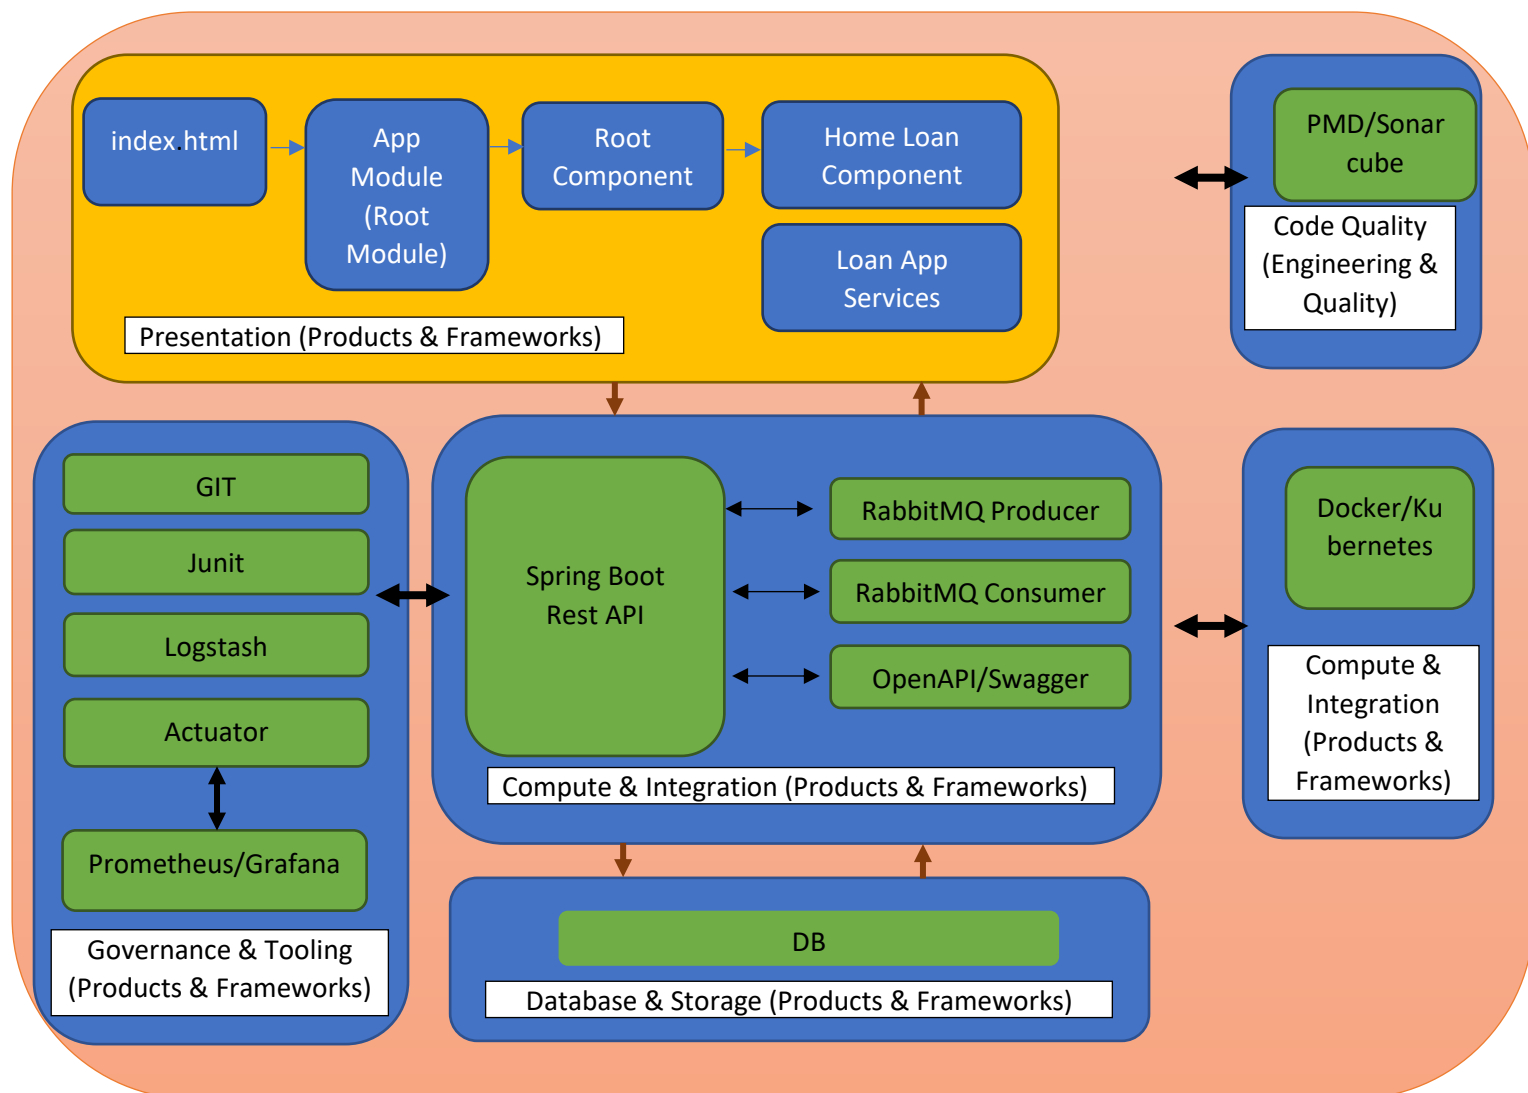 index.html
App
Module
(Root
Module)
Root
Component
Home Loan
Component
Loan App
Services
Presentation (Products & Frameworks)
PMD/Sonar
cube
Code Quality
(Engineering &
Quality)
GIT
Junit
Logstash
Actuator
Prometheus/Grafana
Governance & Tooling
(Products & Frameworks)
Spring Boot
Rest API
RabbitMQ Producer
RabbitMQ Consumer
OpenAPI/Swagger
Compute & Integration (Products & Frameworks)
Docker/Ku
bernetes
Compute &
Integration
(Products &
Frameworks)
DB
Database & Storage (Products & Frameworks)